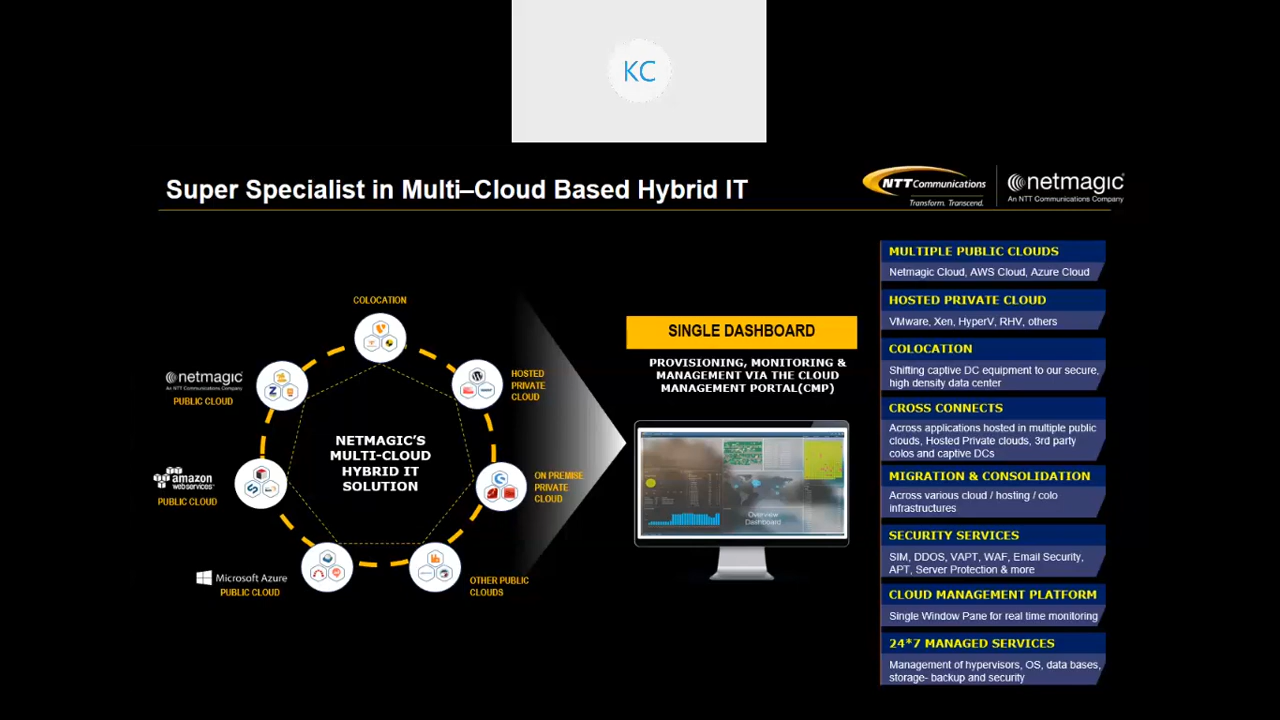 KC
Super Specialist in Multi–Cloud Based Hybrid IT
NTT Communications
Transform. Transcend.
netmagic
An NTT Communications Company
COLOCATION
netmagic
An NTT Communications Company
PUBLIC CLOUD
HOSTED
PRIVATE
CLOUD
amazon
webservices
PUBLIC CLOUD
NETMAGIC'S
MULTI-CLOUD
HYBRID IT
SOLUTION
ON PREMISE
PRIVATE
CLOUD
Microsoft Azure
PUBLIC CLOUD
OTHER PUBLIC
CLOUDS
SINGLE DASHBOARD
PROVISIONING, MONITORING &
MANAGEMENT VIA THE CLOUD
MANAGEMENT PORTAL(CMP)
Overview
Dashboard
MULTIPLE PUBLIC CLOUDS
Netmagic Cloud, AWS Cloud, Azure Cloud
HOSTED PRIVATE CLOUD
VMware, Xen, HyperV, RHV, others
COLOCATION
Shifting captive DC equipment to our secure,
high density data center
CROSS CONNECTS
Across applications hosted in multiple public
clouds, Hosted Private clouds, 3rd party
colos and captive DCs
MIGRATION & CONSOLIDATION
Across various cloud / hosting / colo
infrastructures
SECURITY SERVICES
SIM, DDOS, VAPT, WAF, Email Security,
APT, Server Protection & more
CLOUD MANAGEMENT PLATFORM
Single Window Pane for real time monitoring
24*7 MANAGED SERVICES
Management of hypervisors, OS, data bases,
storage- backup and security